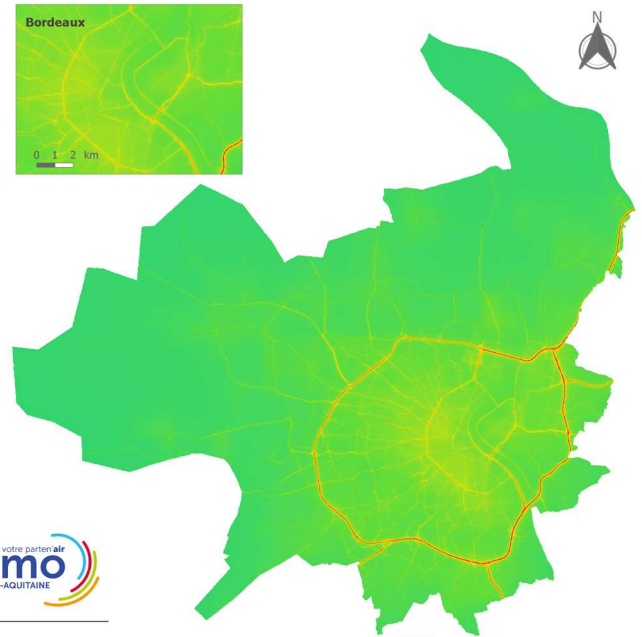 Bordeaux
0 1 2 km
N
votre parten'air
mo
-AQUITAINE